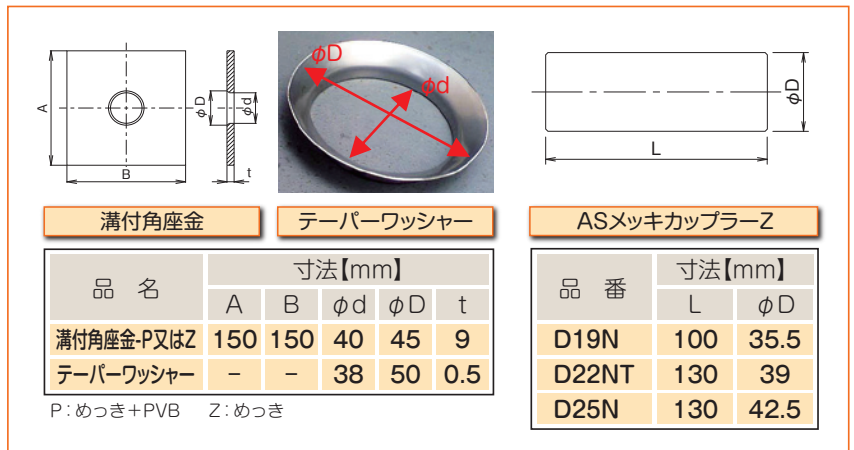 A
B
φD
φd
t
φD
φd
L
φD
溝付角座金
テーパーワッシャー
ASメッキカップラーZ
品 名 寸法【mm】
A B φd φD t
溝付角座金-P又はZ 150 150 40 45 9
テーパーワッシャー － － 38 50 0.5
P：めっき＋PVB Z：めっき
品 番 寸法【mm】
L φD
D19N 100 35.5
D22NT 130 39
D25N 130 42.5